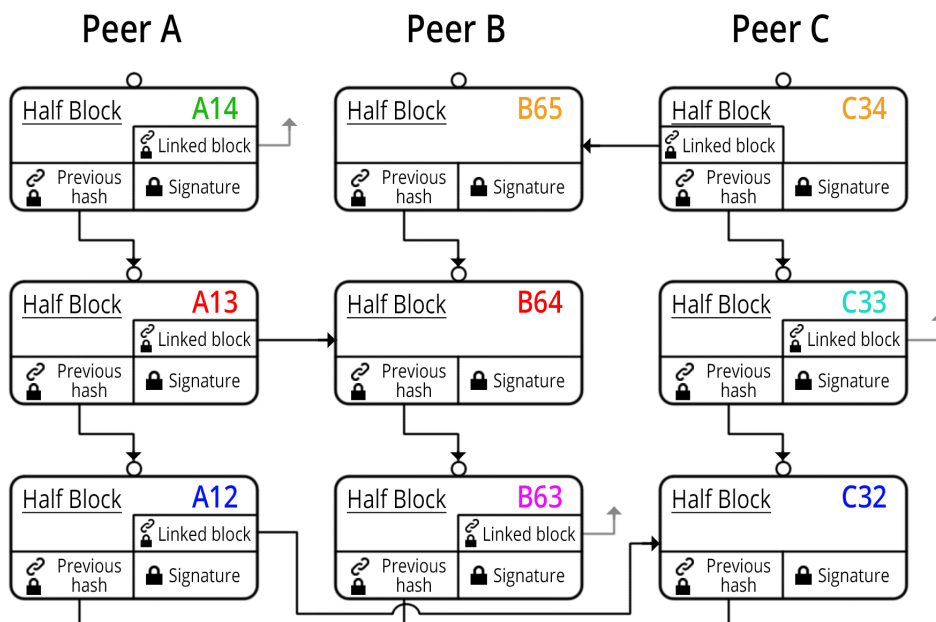 Peer A
Peer B
Peer C
Half Block A14
Linked block
Previous
hash
Signature
Half Block B65
Previous
hash
Signature
Half Block C34
Linked block
Previous
hash
Signature
Half Block A13
Linked block
Previous
hash
Signature
Half Block B64
Previous
hash
Signature
Half Block C33
Linked block
Previous
hash
Signature
Half Block A12
Linked block
Previous
hash
Signature
Half Block B63
Linked block
Previous
hash
Signature
Half Block C32
Previous
hash
Signature